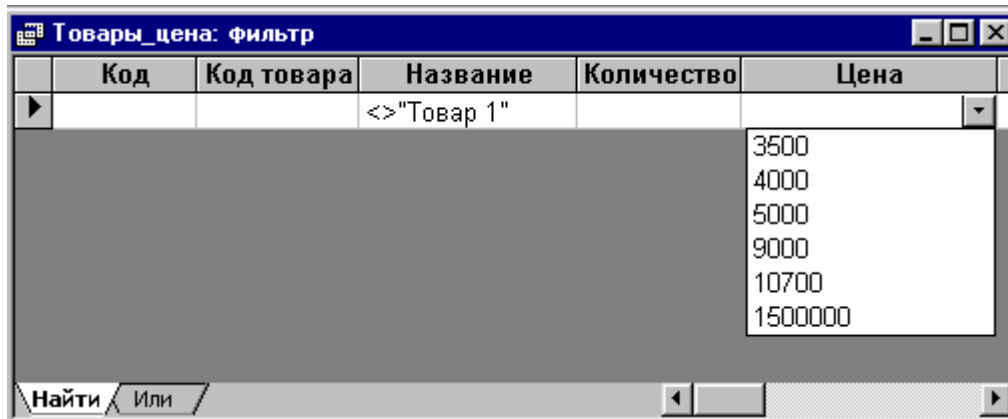 Товары_цена: фильтр
Код Код товара Название Количество Цена
<>"Товар 1"
3500
4000
5000
9000
10700
1500000
Найти Или